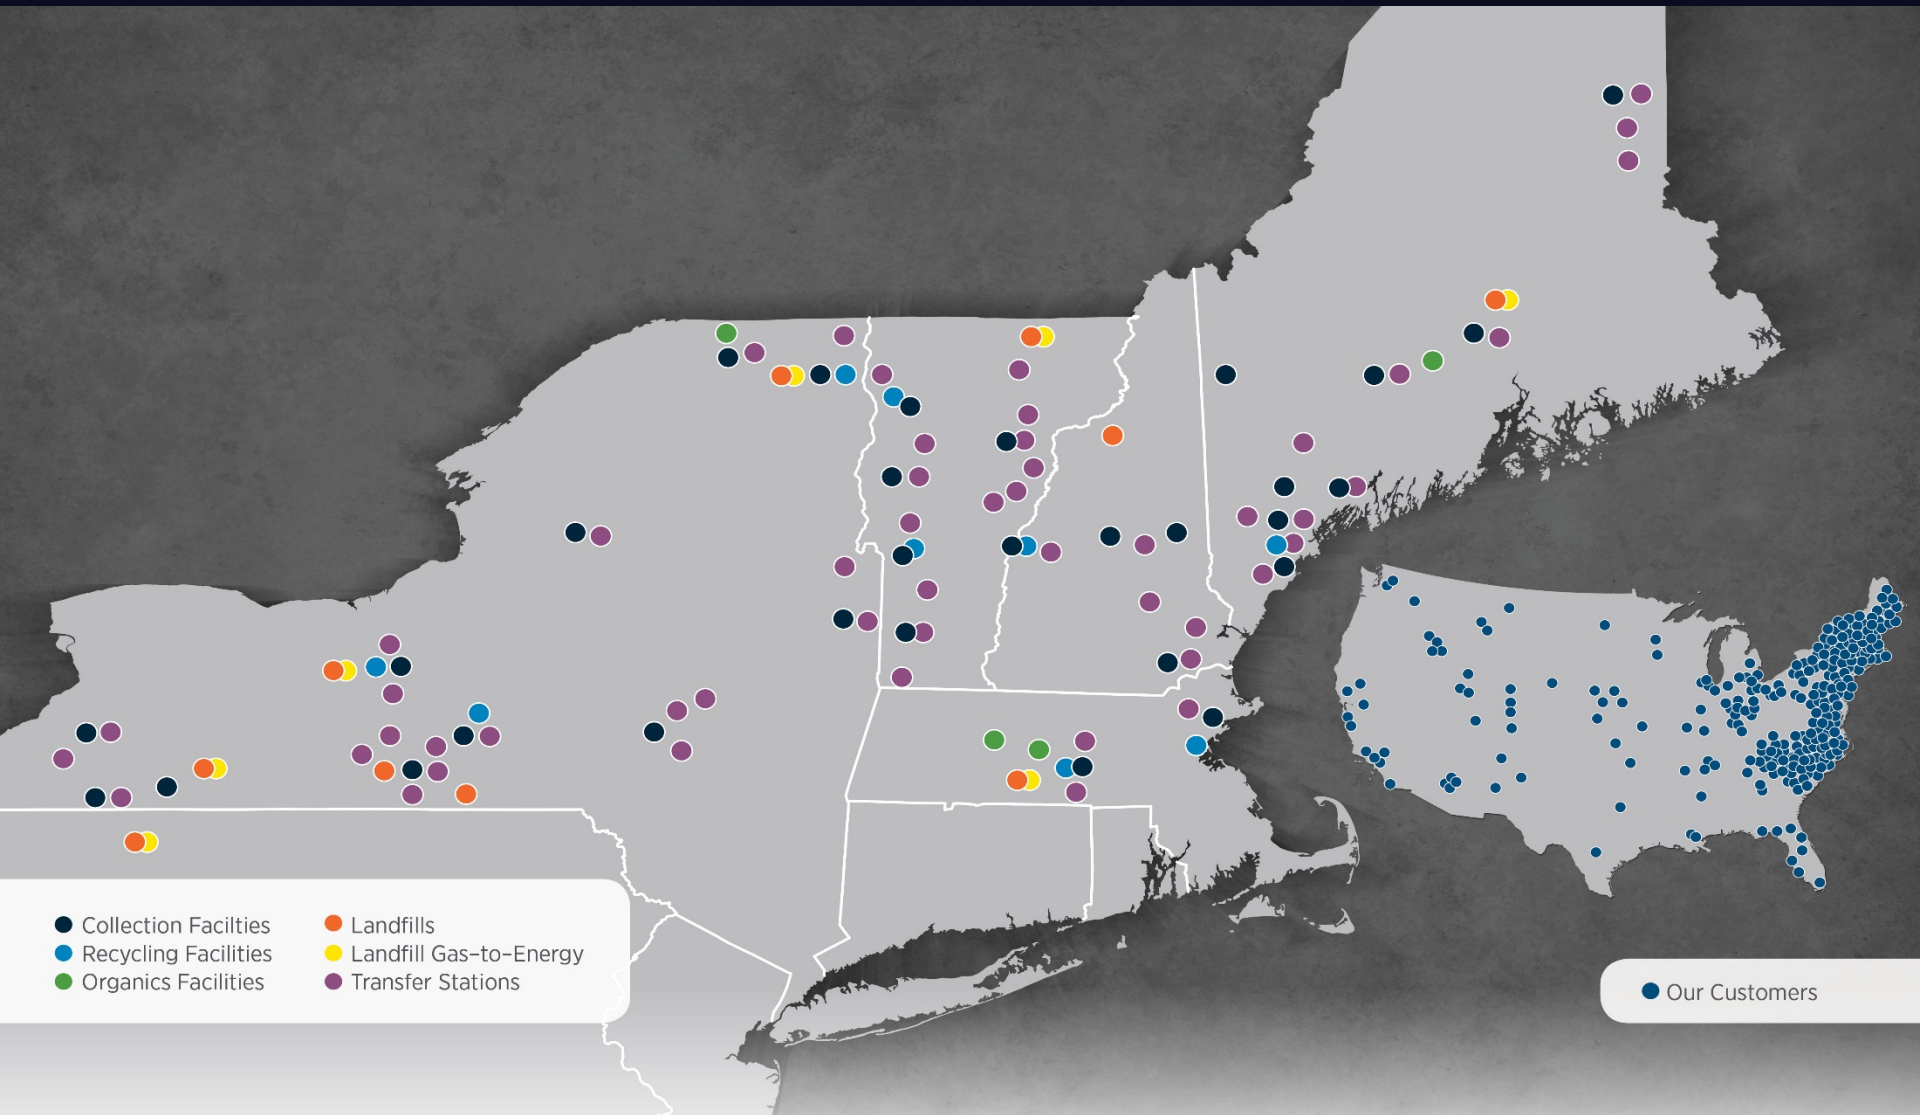 Collection Facilties
Recycling Facilities
Organics Facilities
Landfills
Landfill Gas-to-Energy
Transfer Stations
Our Customers